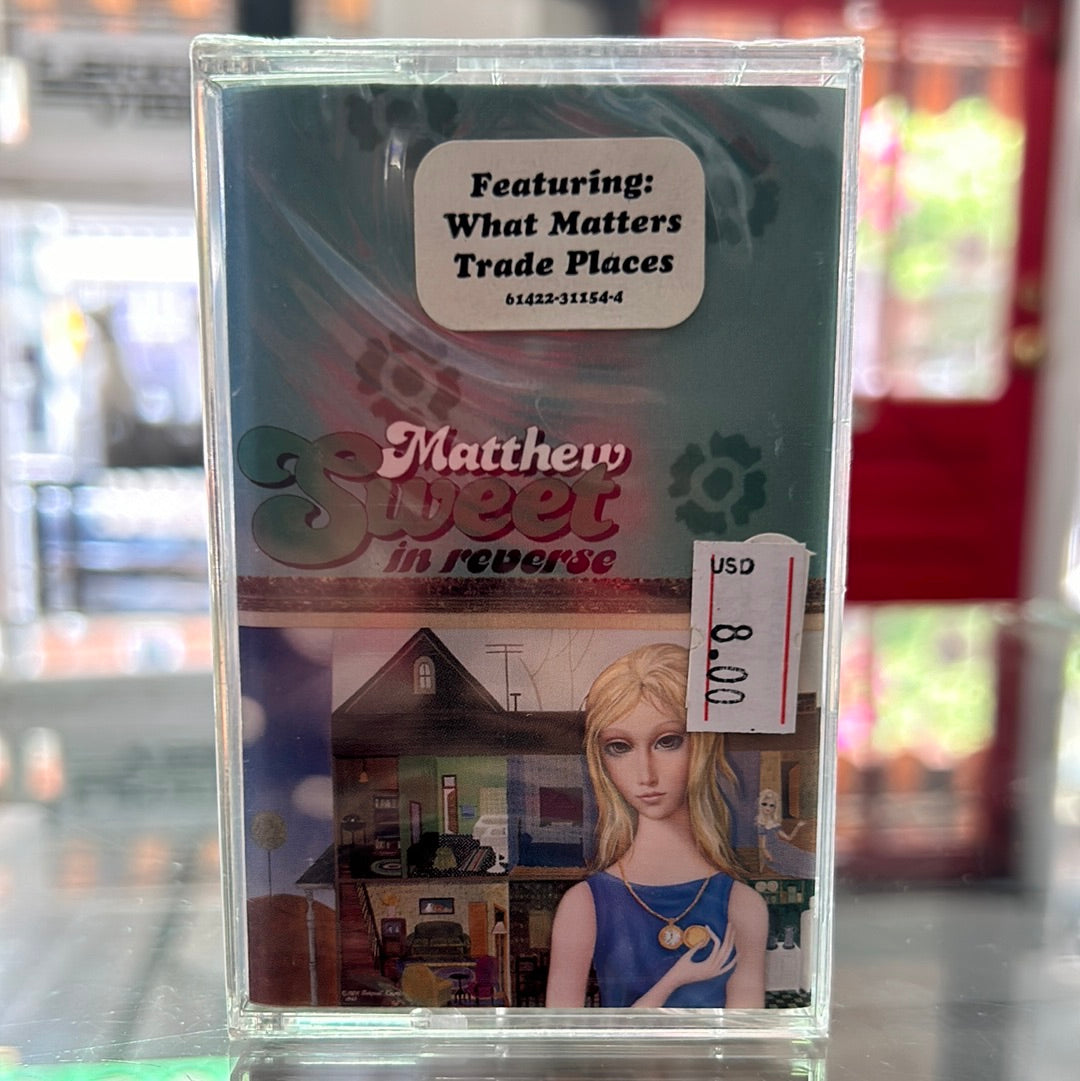 Featuring:
What Matters
Trade Places
61422-31154-4
Matthew
Sweet
in reverse
USD
8.00